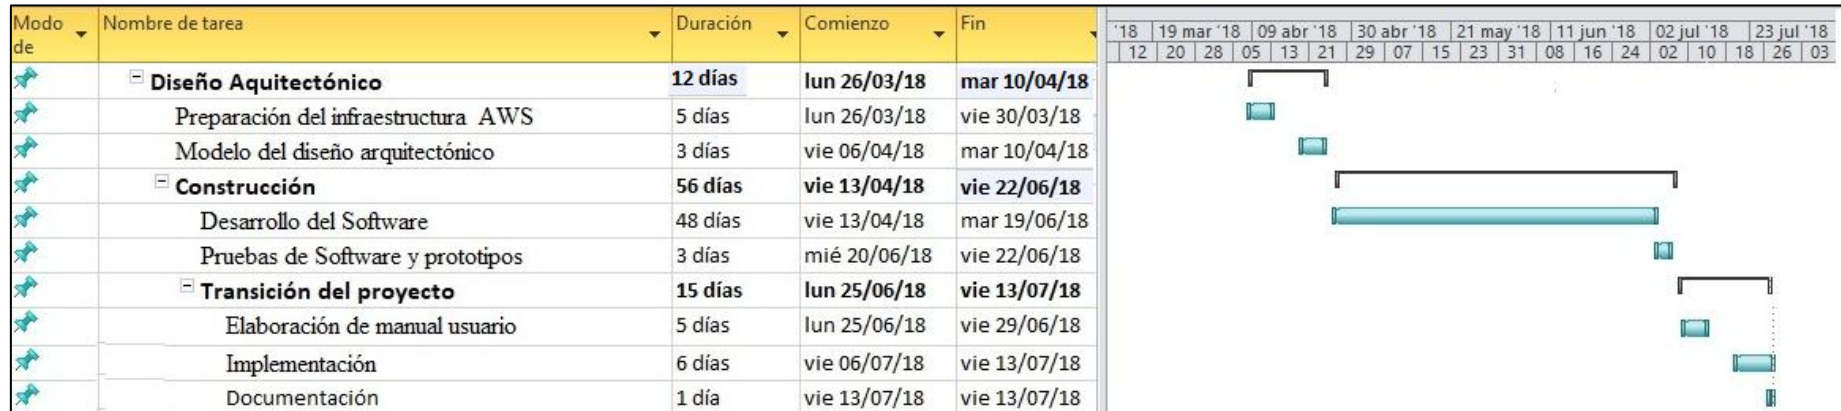 Modo de Nombre de tarea Duración Comienzo Fin
'18 19 mar '18 09 abr '18 30 abr '18 21 may '18 11 jun '18 02 jul '18 23 jul '18
12 20 28 05 13 21 29 07 15 23 31 08 16 24 02 10 18 26 03
Diseño Aquitectónico 12 días lun 26/03/18 mar 10/04/18
Preparación del infraestructura AWS 5 días lun 26/03/18 vie 30/03/18
Modelo del diseño arquitectónico 3 días vie 06/04/18 mar 10/04/18
Construcción 56 días vie 13/04/18 vie 22/06/18
Desarrollo del Software 48 días vie 13/04/18 mar 19/06/18
Pruebas de Software y prototipos 3 días mié 20/06/18 vie 22/06/18
Transición del proyecto 15 días lun 25/06/18 vie 13/07/18
Elaboración de manual usuario 5 días lun 25/06/18 vie 29/06/18
Implementación 6 días vie 06/07/18 vie 13/07/18
Documentación 1 día vie 13/07/18 vie 13/07/18